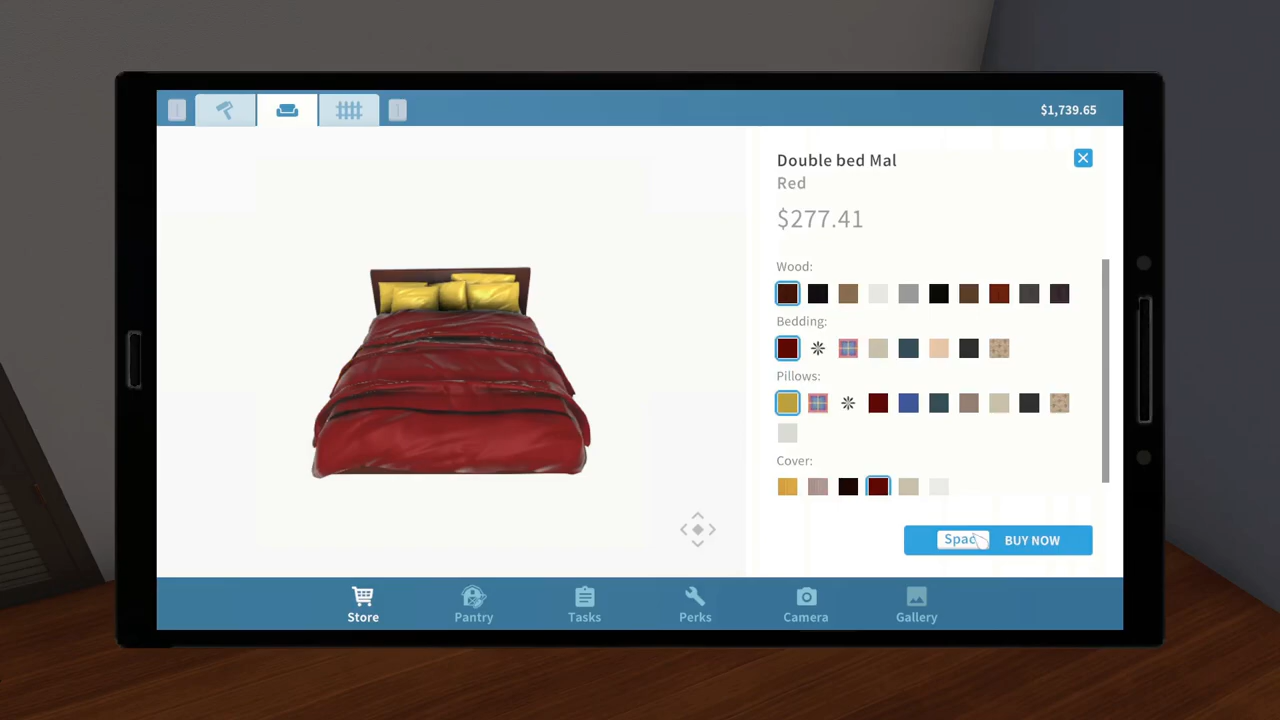 $1,739.65
Double bed Mal
Red
$277.41
Wood:
Bedding:
Pillows:
Cover:
BUY NOW
Store
Pantry
Tasks
Perks
Camera
Gallery